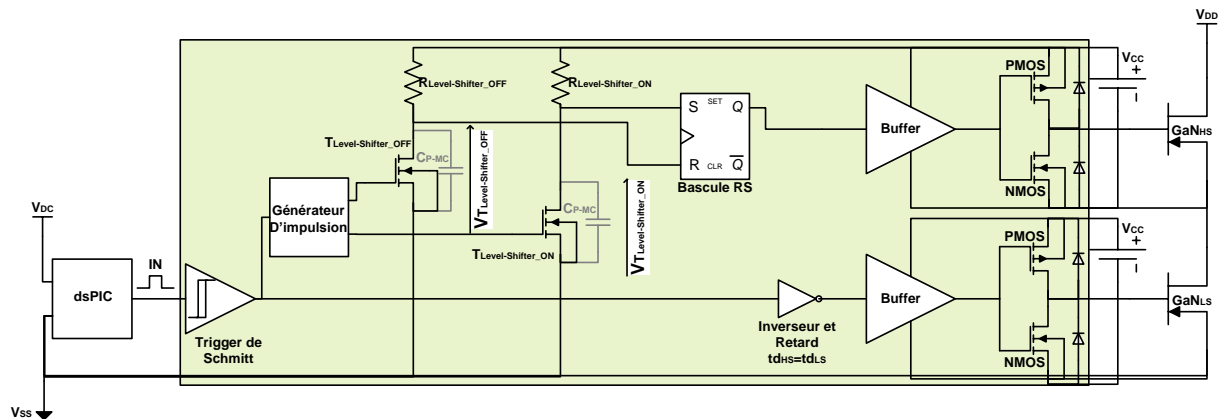 VDD
VCC
+
PMOS
RLevel-Shifter_OFF
RLevel-Shifter_ON
S SET Q
R CLR Q
Bascule RS
Buffer
NMOS
GaNHS
TLevel-Shifter_OFF
CP-MC
VTLevel-Shifter_OFF
Générateur
D'impulsion
CP-MC
VTLevel-Shifter_ON
TLevel-Shifter_ON
VDC
dsPIC
IN
Trigger de
Schmitt
Inverseur et
Retard
tdHS=tdLS
Buffer
PMOS
VCC
+
NMOS
GaNLS
VSS